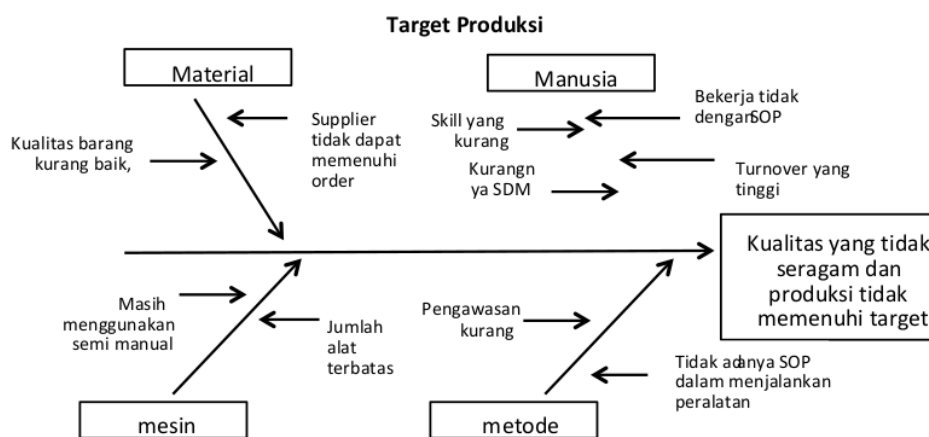 Target Produksi
Material
Manusia
Kualitas barang
kurang baik,
Supplier
tidak dapat
memenuhi
order
Skill yang
kurang
Bekerja tidak
dengan SOP
Kurangn
ya SDM
Turnover yang
tinggi
Kualitas yang tidak
seragam dan
produksi tidak
memenuhi target
Masih
menggunakan
semi manual
Jumlah
alat
terbatas
Pengawasan
kurang
Tidak adanya SOP
dalam menjalankan
peralatan
mesin
metode